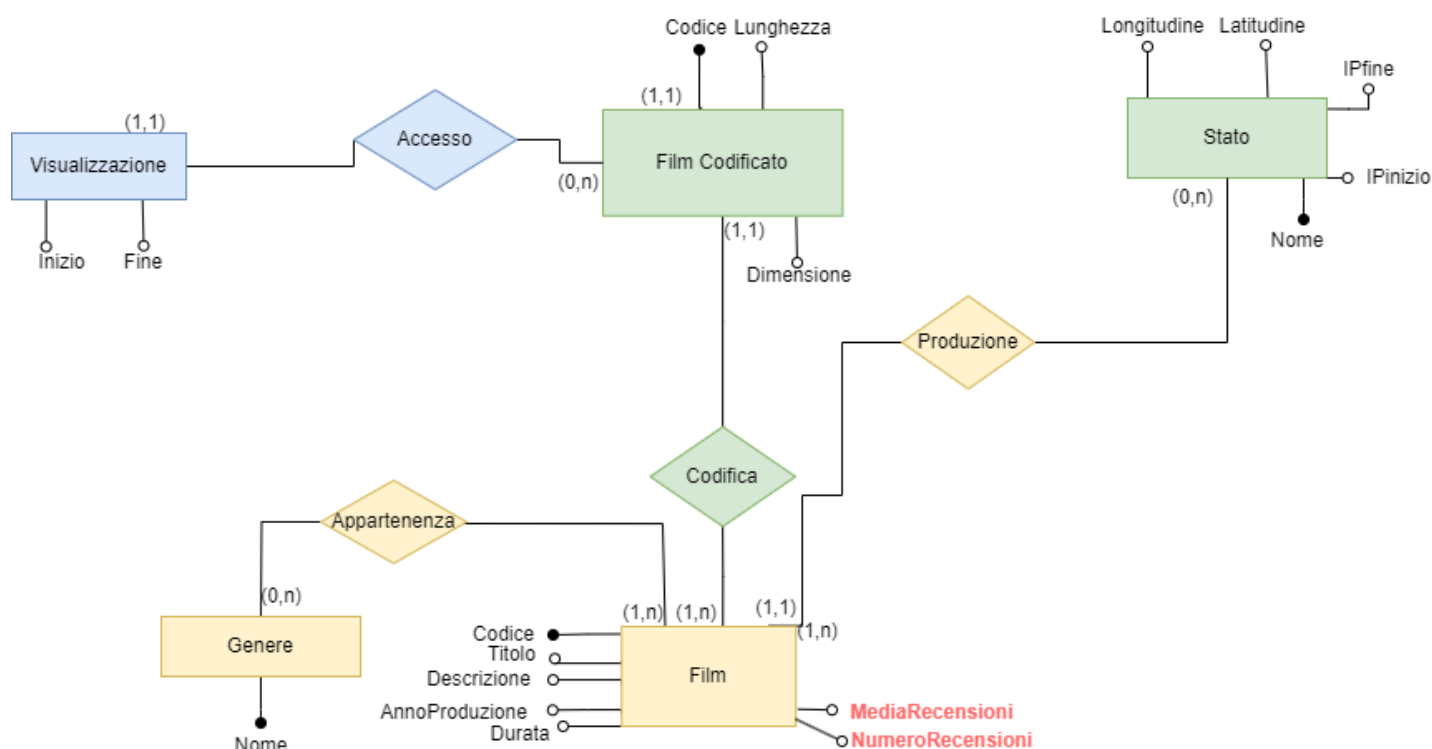 Codice Lunghezza
Longitudine
Latitudine
IPfine
(1,1)
(1,1)
Accesso
Visualizzazione
Film Codificato
Stato
(0,n)
IPinizio
(0,n)
(1,1)
Nome
Inizio
Fine
Dimensione
Produzione
Codifica
Appartenenza
(0,n)
(1,n)
(1,n)
(1,1)
(1,n)
Genere
Codice
Titolo
Descrizione
AnnoProduzione
Durata
Film
MediaRecensioni
NumeroRecensioni
Nome